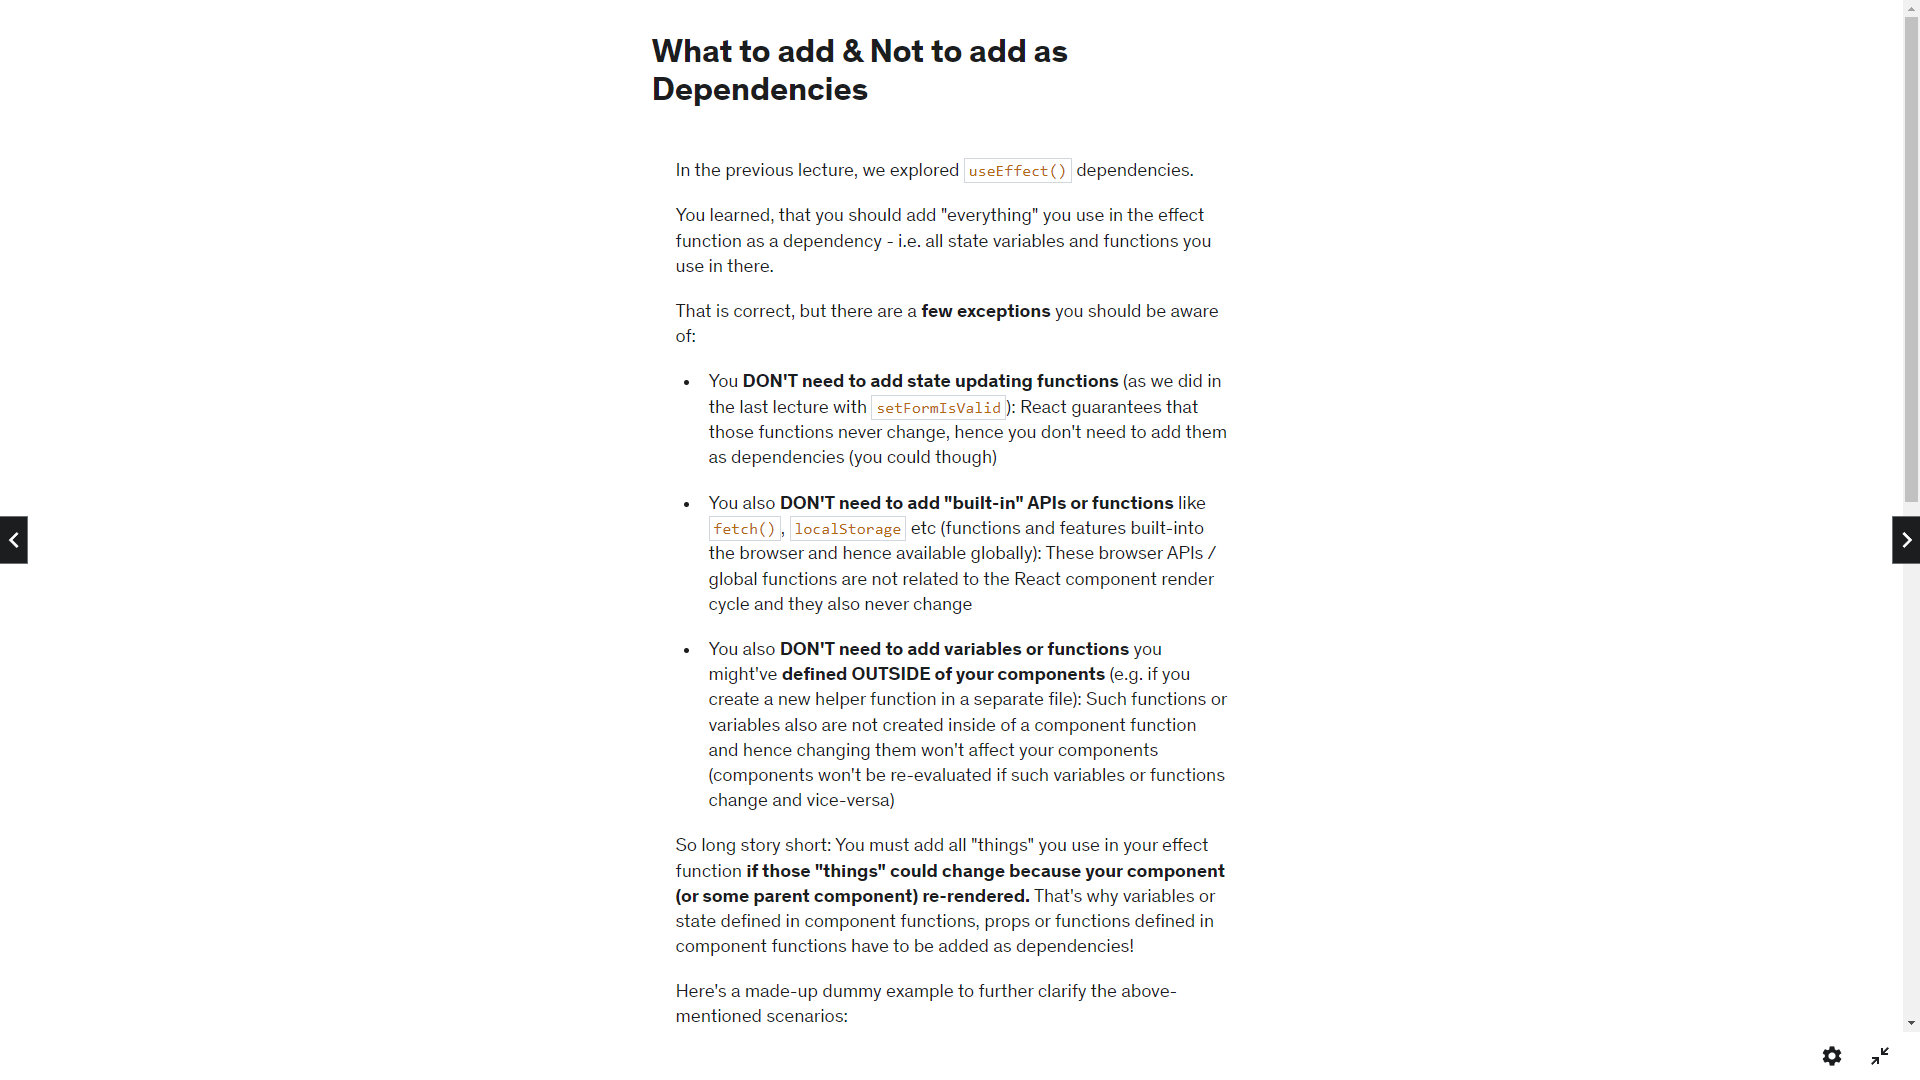 What to add & Not to add as
Dependencies
In the previous lecture, we explored useEffect() dependencies.
You learned, that you should add "everything" you use in the effect
function as a dependency - i.e. all state variables and functions you
use in there.
That is correct, but there are a few exceptions you should be aware
of:
• You DON'T need to add state updating functions (as we did in
the last lecture with setFormIsValid): React guarantees that
those functions never change, hence you don't need to add them
as dependencies (you could though)
• You also DON'T need to add "built-in" APIs or functions like
fetch(), localStorage etc (functions and features built-into
the browser and hence available globally): These browser APIs /
global functions are not related to the React component render
cycle and they also never change
• You also DON'T need to add variables or functions you
might've defined OUTSIDE of your components (e.g. if you
create a new helper function in a separate file): Such functions or
variables also are not created inside of a component function
and hence changing them won't affect your components
(components won't be re-evaluated if such variables or functions
change and vice-versa)
So long story short: You must add all "things" you use in your effect
function if those "things" could change because your component
(or some parent component) re-rendered. That's why variables or
state defined in component functions, props or functions defined in
component functions have to be added as dependencies!
Here's a made-up dummy example to further clarify the above-
mentioned scenarios: